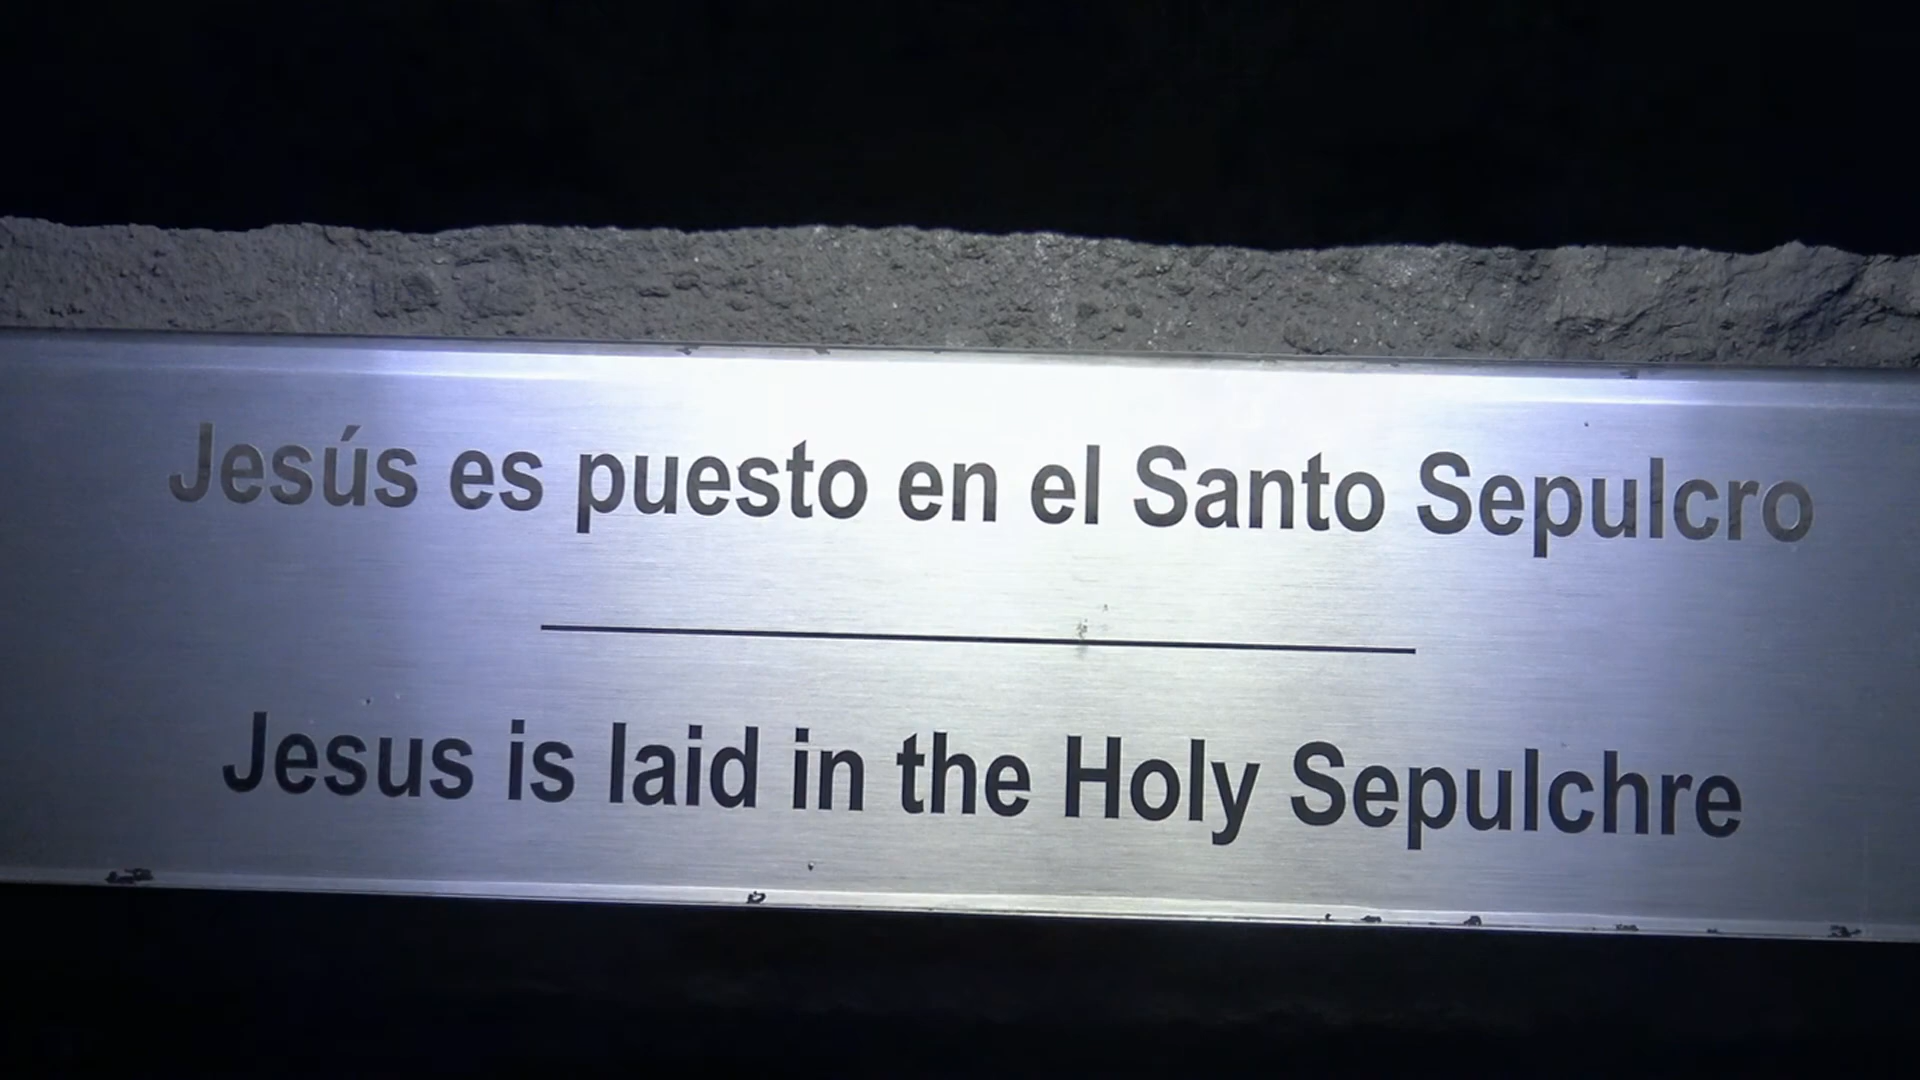 Jesús es puesto en el Santo Sepulcro
Jesus is laid in the Holy Sepulchre